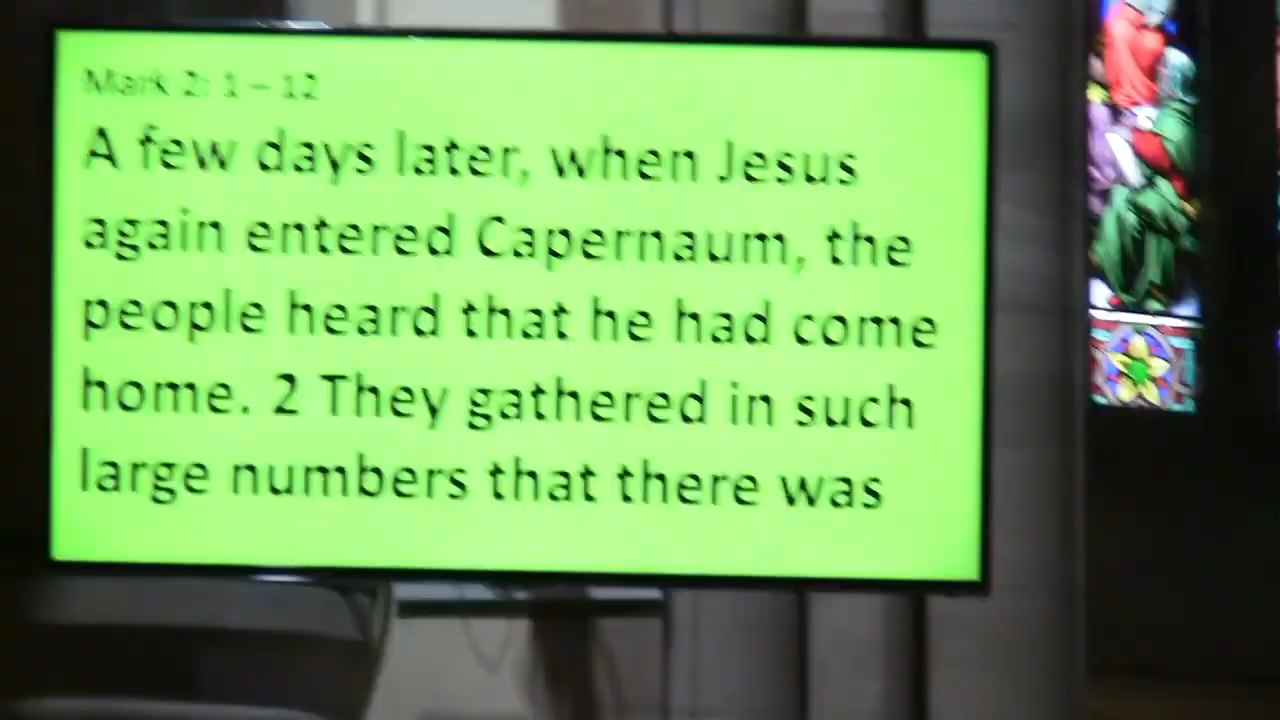 Mark 2: 1 – 12
A few days later, when Jesus
again entered Capernaum, the
people heard that he had come
home. 2 They gathered in such
large numbers that there was